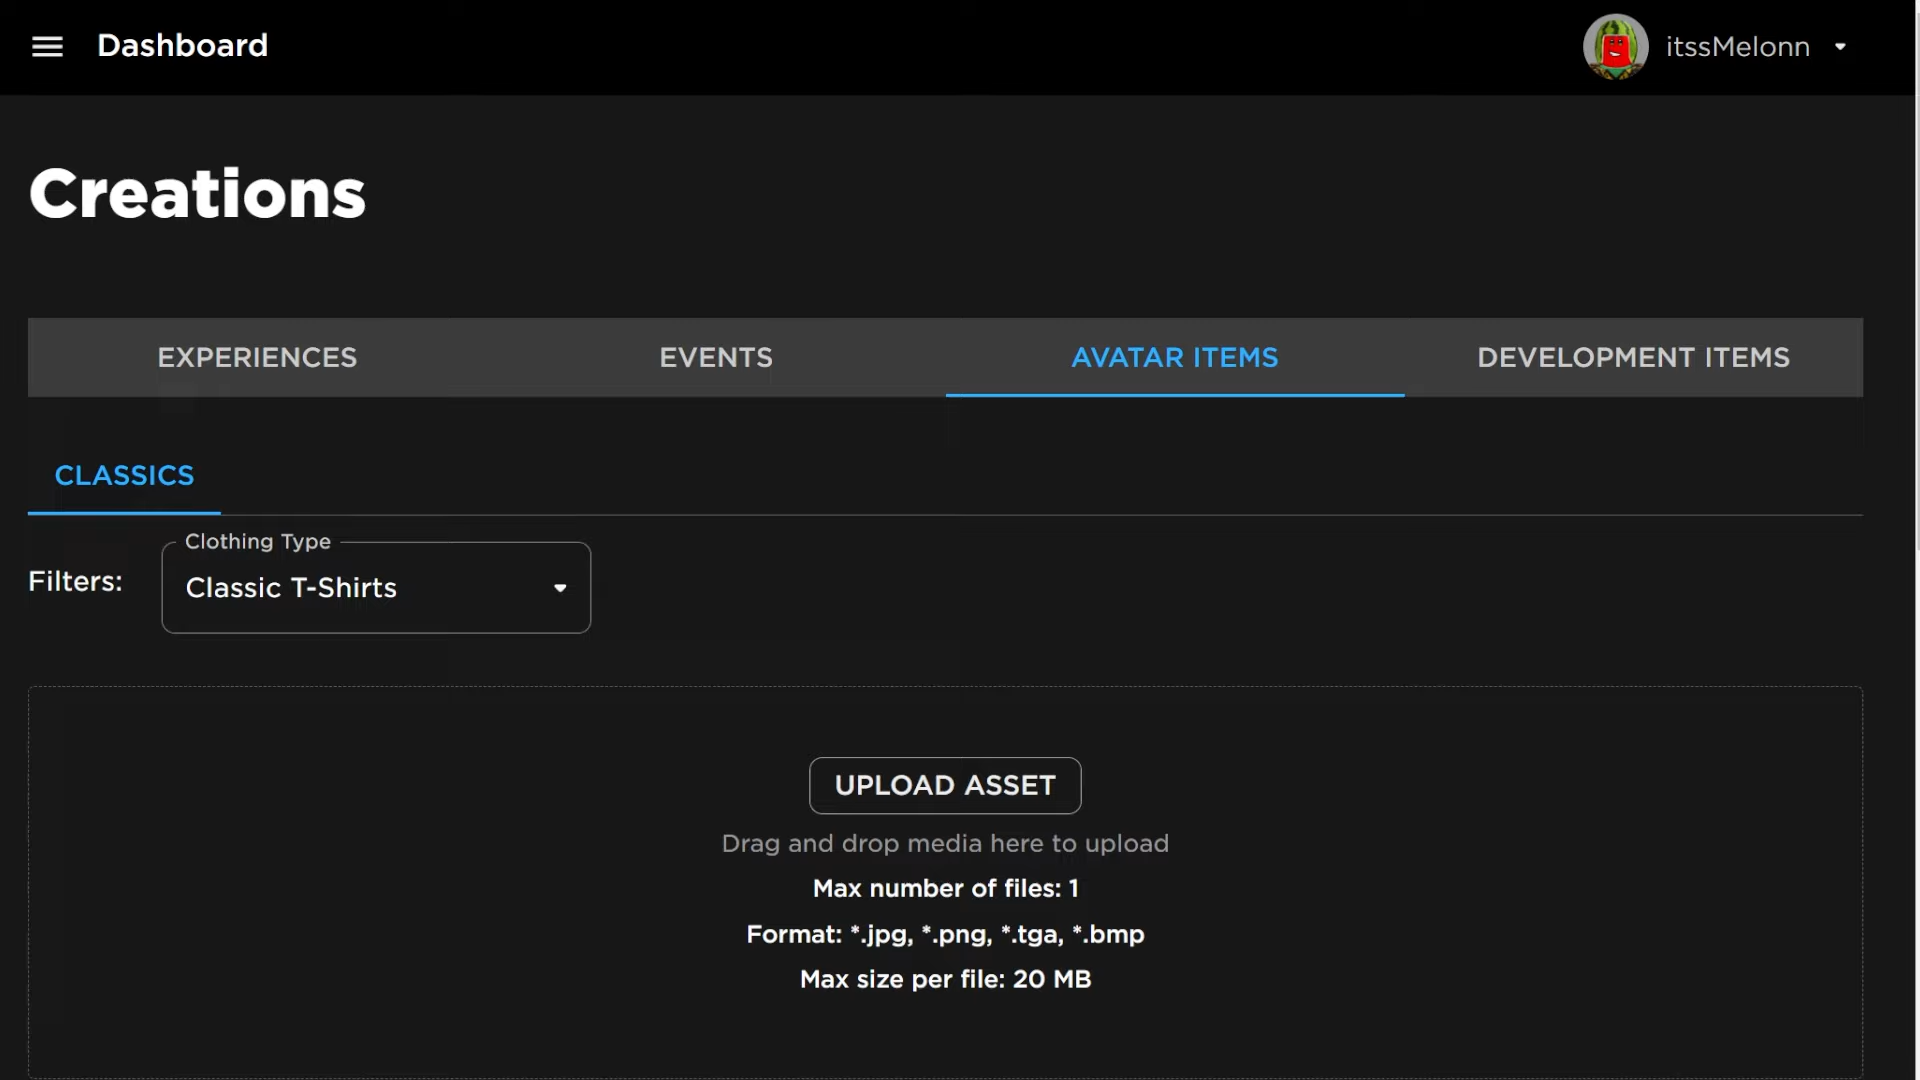 Dashboard
itssMelonn
Creations
EXPERIENCES
EVENTS
AVATAR ITEMS
DEVELOPMENT ITEMS
CLASSICS
Clothing Type
Filters:
Classic T-Shirts
UPLOAD ASSET
Drag and drop media here to upload
Max number of files: 1
Format: *.jpg, *.png, *.tga, *.bmp
Max size per file: 20 MB